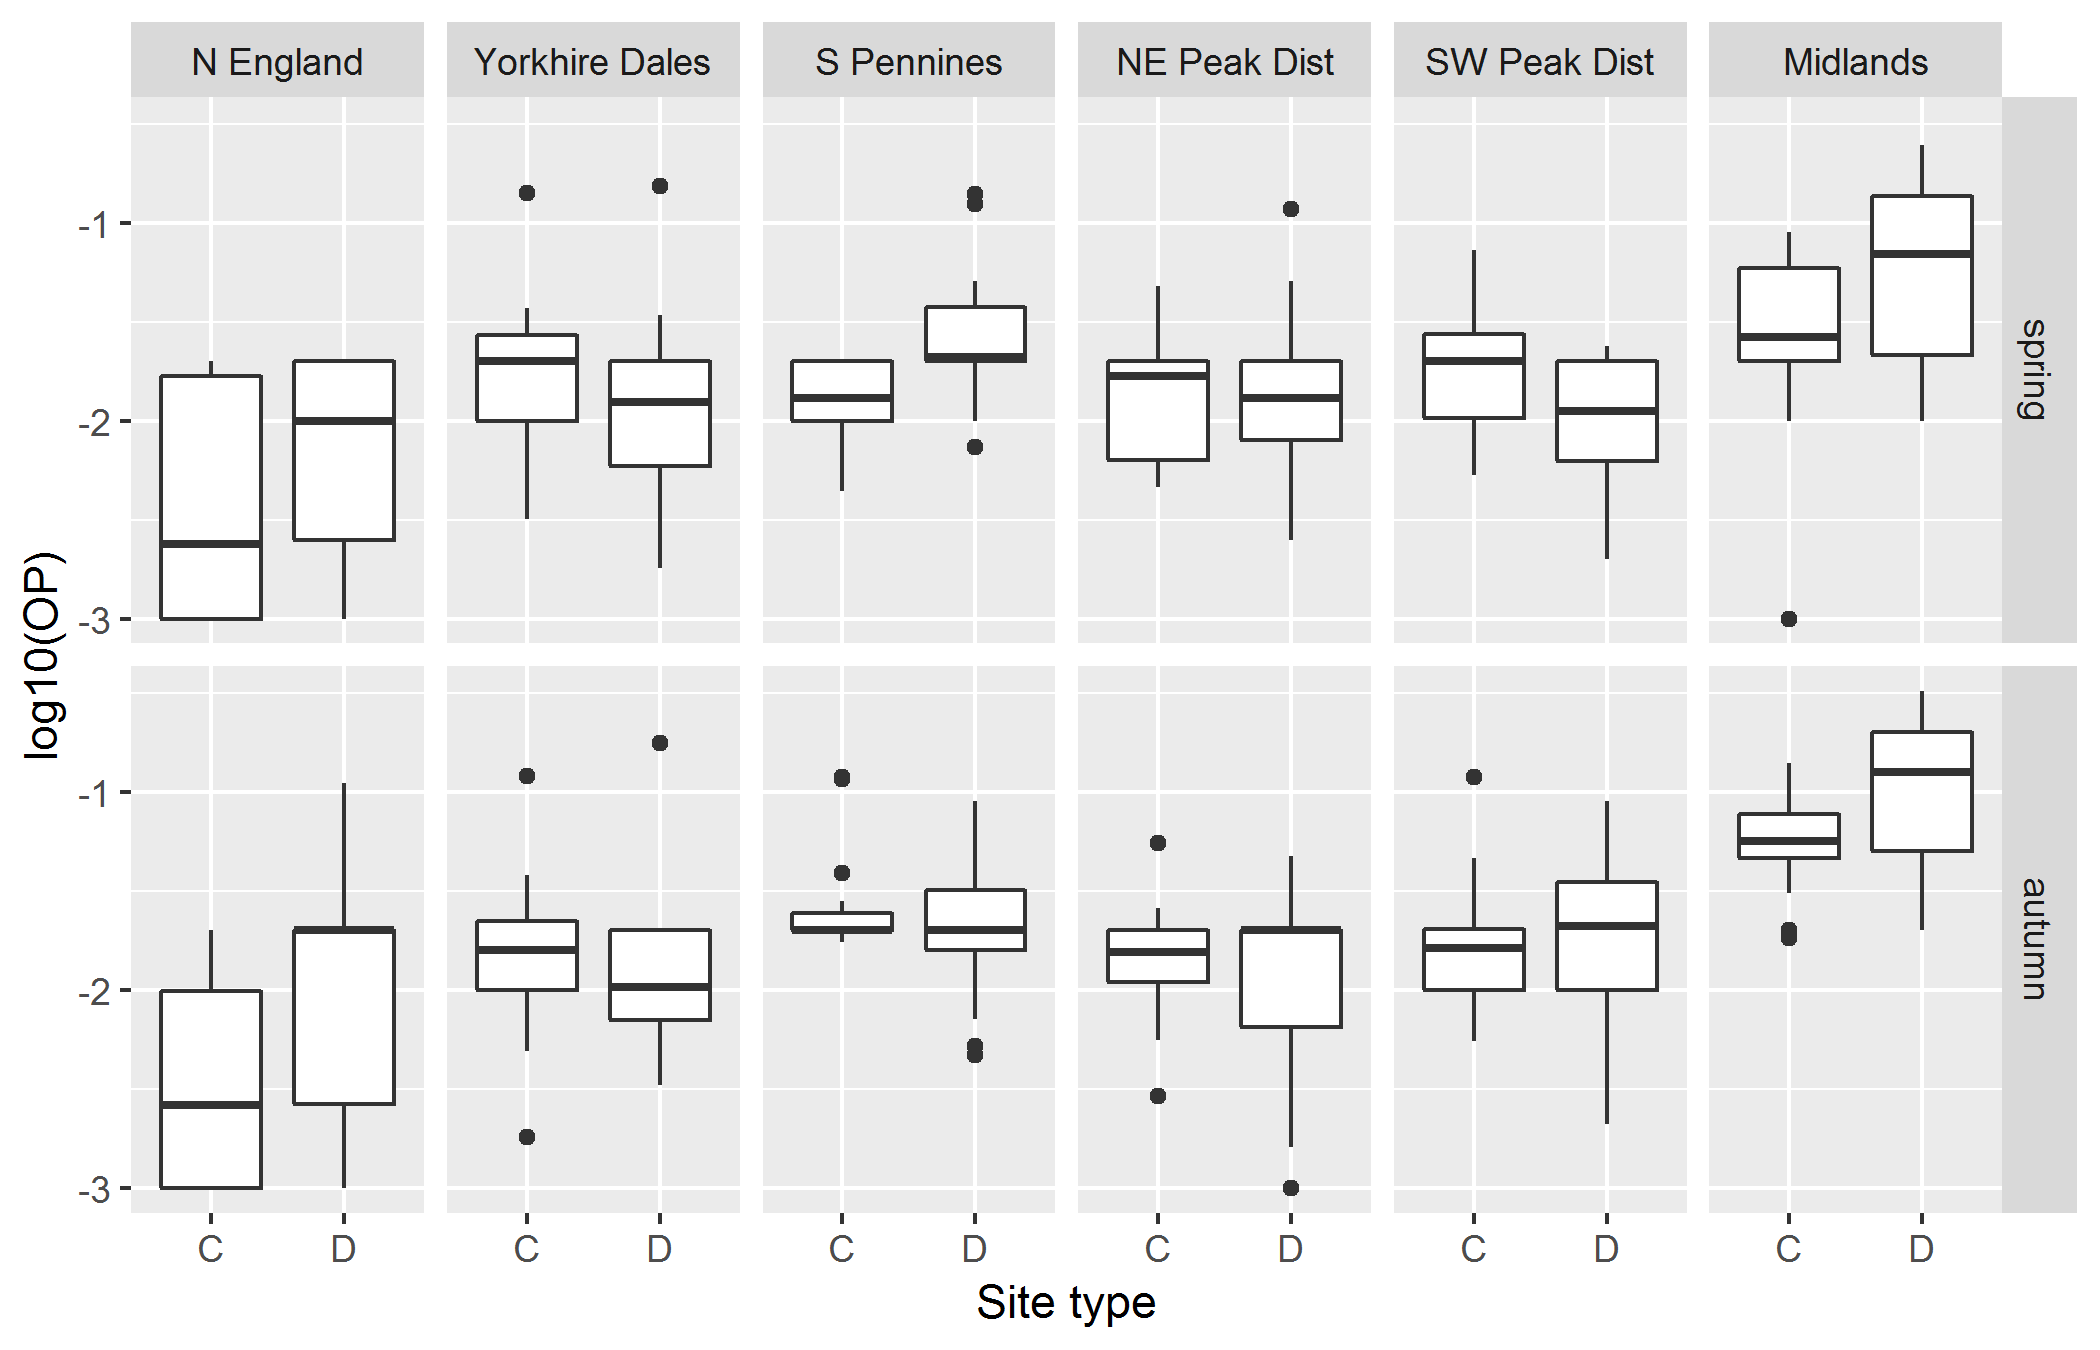 N England Yorkhire Dales S Pennines NE Peak Dist SW Peak Dist Midlands
-1
-2
-3
spring
log10(OP)
-1
-2
-3
autumn
C D C D C D C D C D C D
Site type